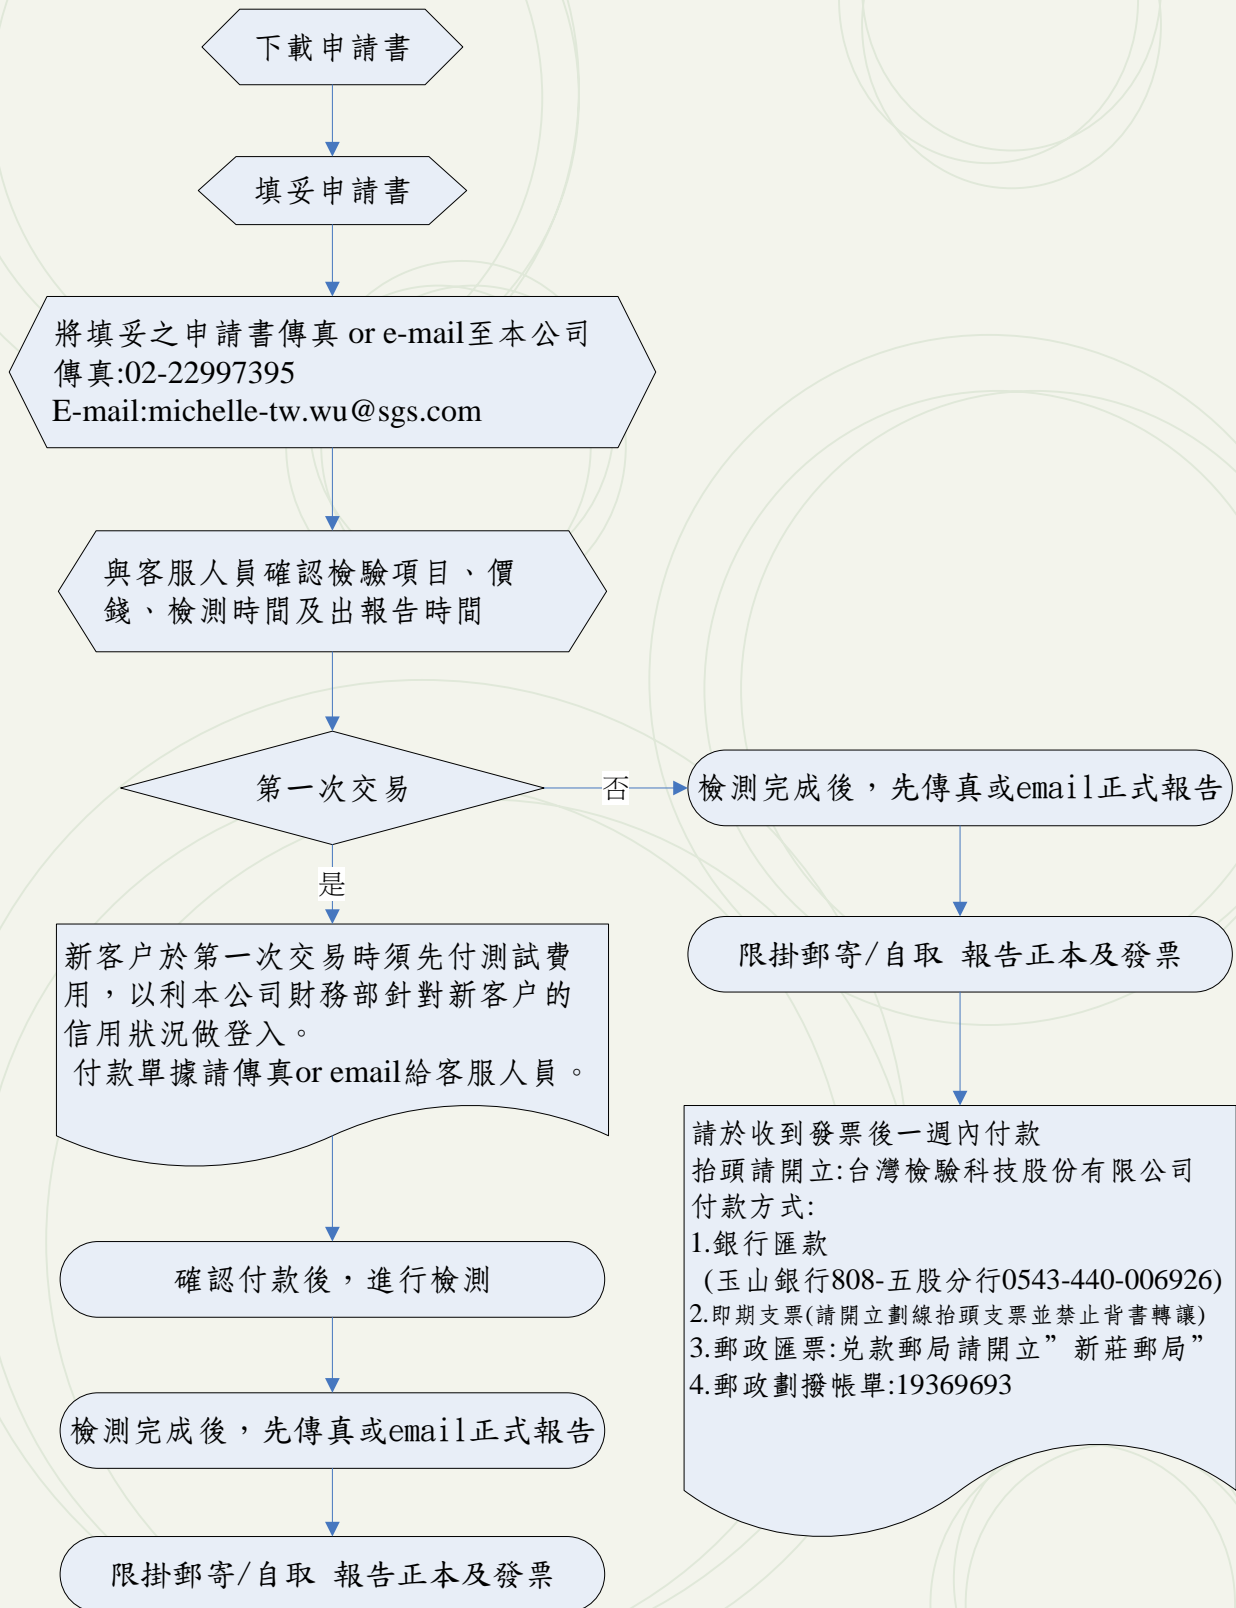 下載申請書
填妥申請書
將填妥之申請書傳真 or e-mail至本公司
傳真:02-22997395
E-mail:michelle-tw.wu@sgs.com
與客服人員確認檢驗項目、價
錢、檢測時間及出報告時間
第一次交易
否
是
新客戶於第一次交易時須先付測試費
用，以利本公司財務部針對新客戶的
信用狀況做登入。
付款單據請傳真or email給客服人員。
確認付款後，進行檢測
檢測完成後，先傳真或email正式報告
限掛郵寄/自取 報告正本及發票
檢測完成後，先傳真或email正式報告
限掛郵寄/自取 報告正本及發票
請於收到發票後一週內付款
抬頭請開立:台灣檢驗科技股份有限公司
付款方式:
1.銀行匯款
(玉山銀行808-五股分行0543-440-006926)
2.即期支票(請開立劃線抬頭支票並禁止背書轉讓)
3.郵政匯票:兌款郵局請開立”新莊郵局”
4.郵政劃撥帳單:19369693